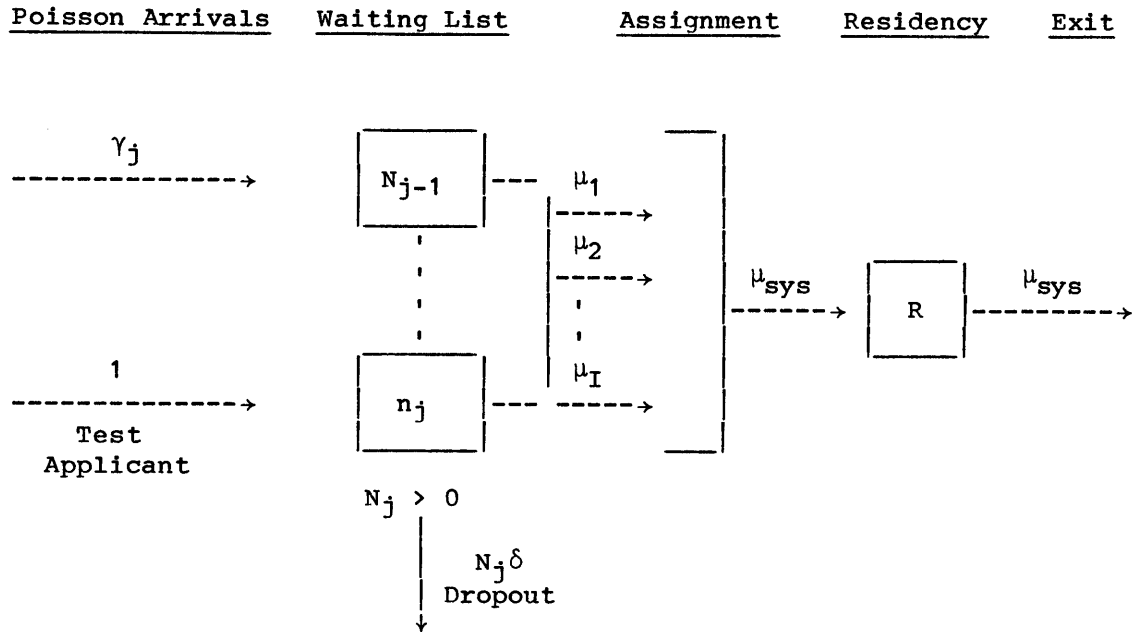 Poisson Arrivals Waiting List Assignment Residency Exit
γj
Nj-1
μ1
μ2
μsys
R
μsys
1
nj
μI
Test
Applicant
Nj > 0
Njδ
Dropout